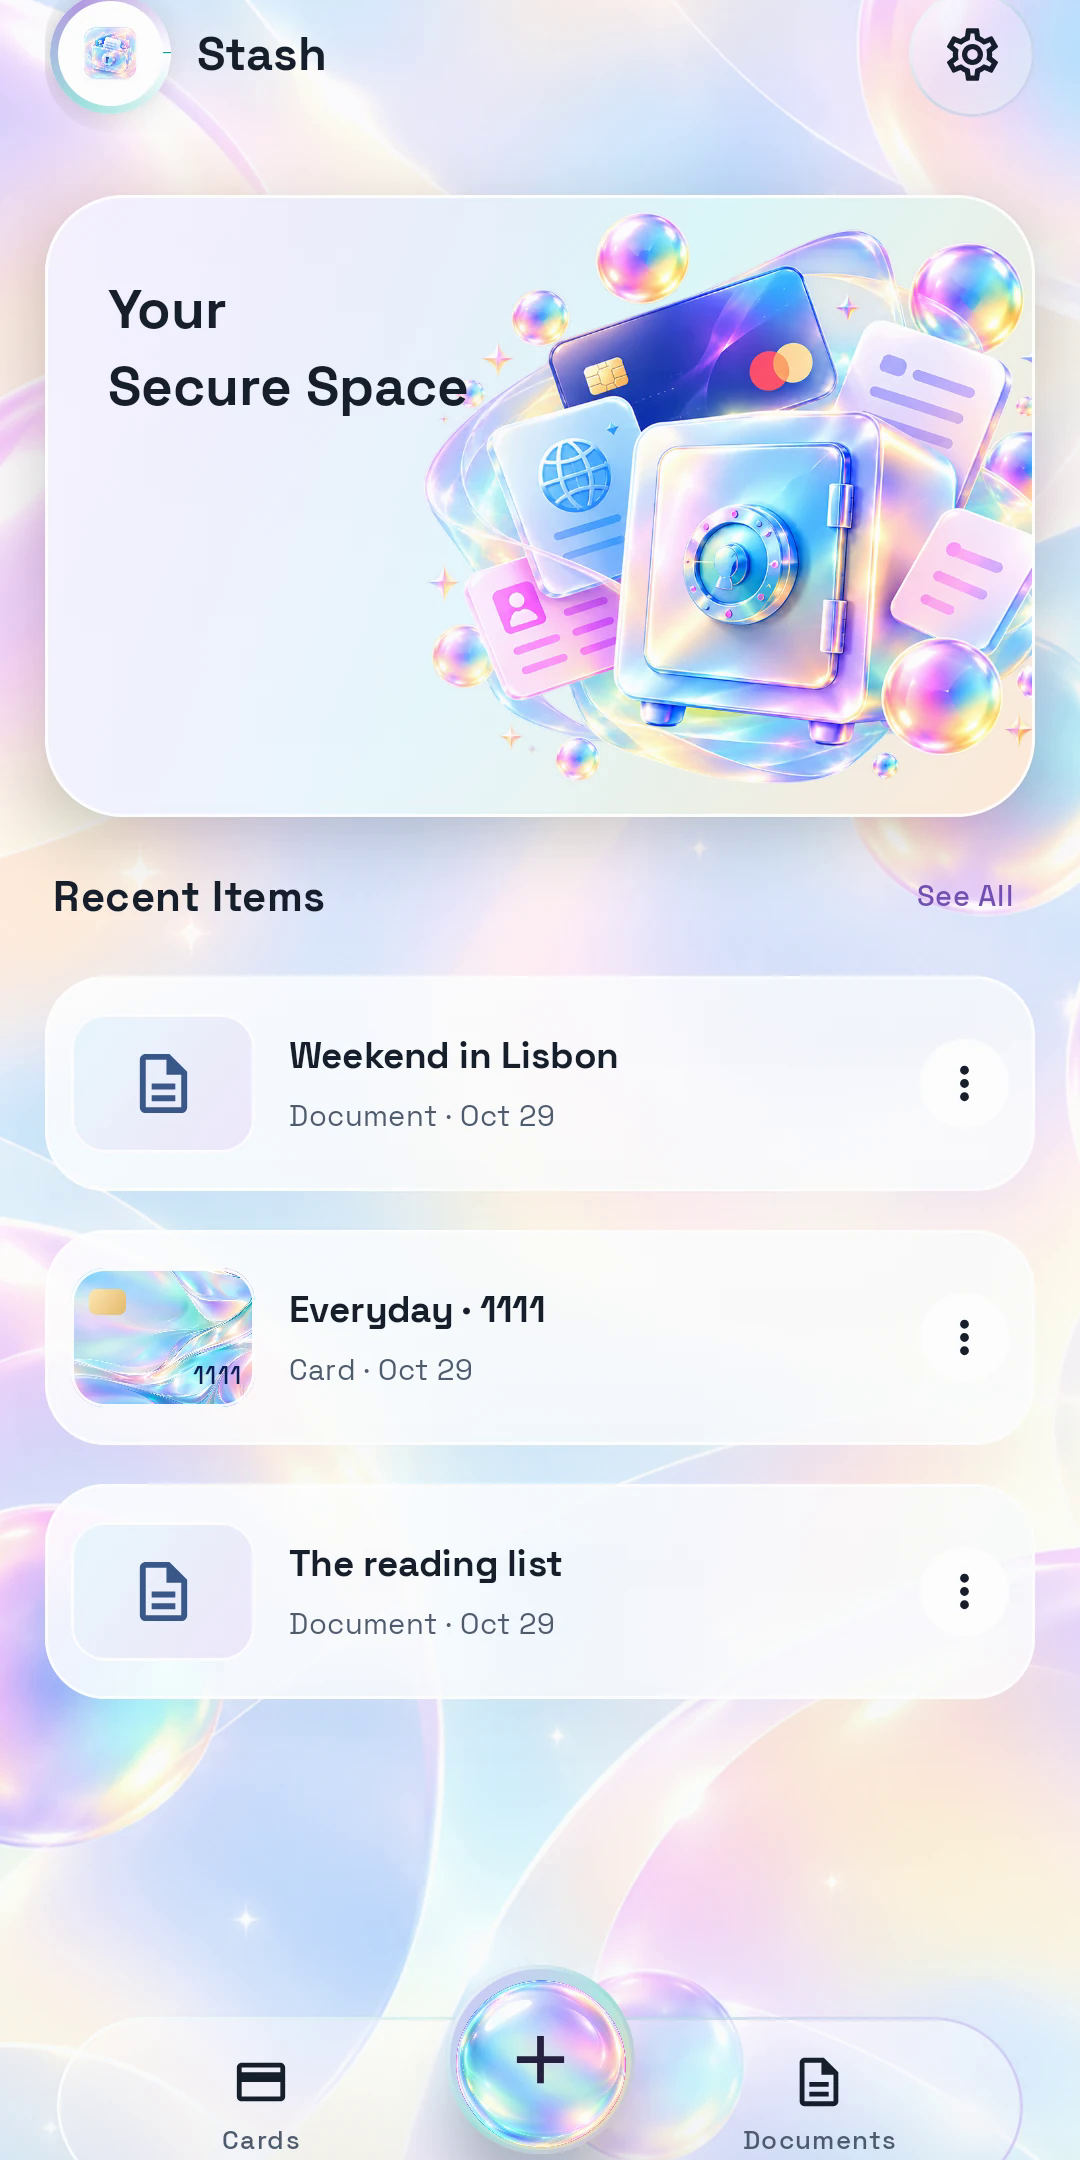 Stash
Your
Secure Space
Recent Items
See All
Weekend in Lisbon
Document · Oct 29
1111
Everyday · 1111
Card · Oct 29
The reading list
Document · Oct 29
Cards
Documents